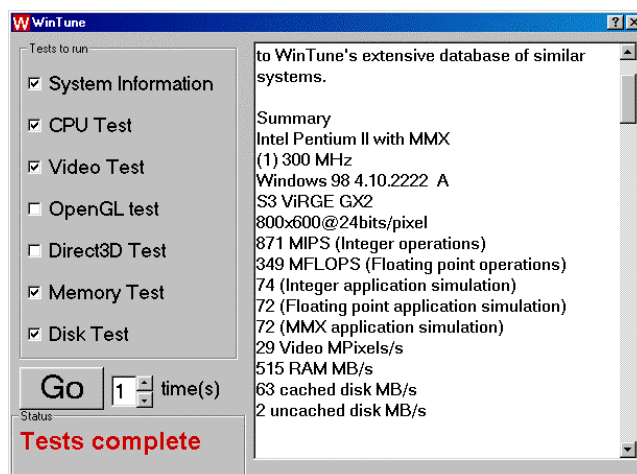 WinTune
Tests to run
System Information
CPU Test
Video Test
OpenGL test
Direct3D Test
Memory Test
Disk Test
Go
1
time(s)
Status
Tests complete
to WinTune's extensive database of similar
systems.
Summary
Intel Pentium II with MMX
(1) 300 MHz
Windows 98 4.10.2222 A
S3 ViRGE GX2
800x600@24bits/pixel
871 MIPS (Integer operations)
349 MFLOPS (Floating point operations)
74 (Integer application simulation)
72 (Floating point application simulation)
72 (MMX application simulation)
29 Video MPixels/s
515 RAM MB/s
63 cached disk MB/s
2 uncached disk MB/s